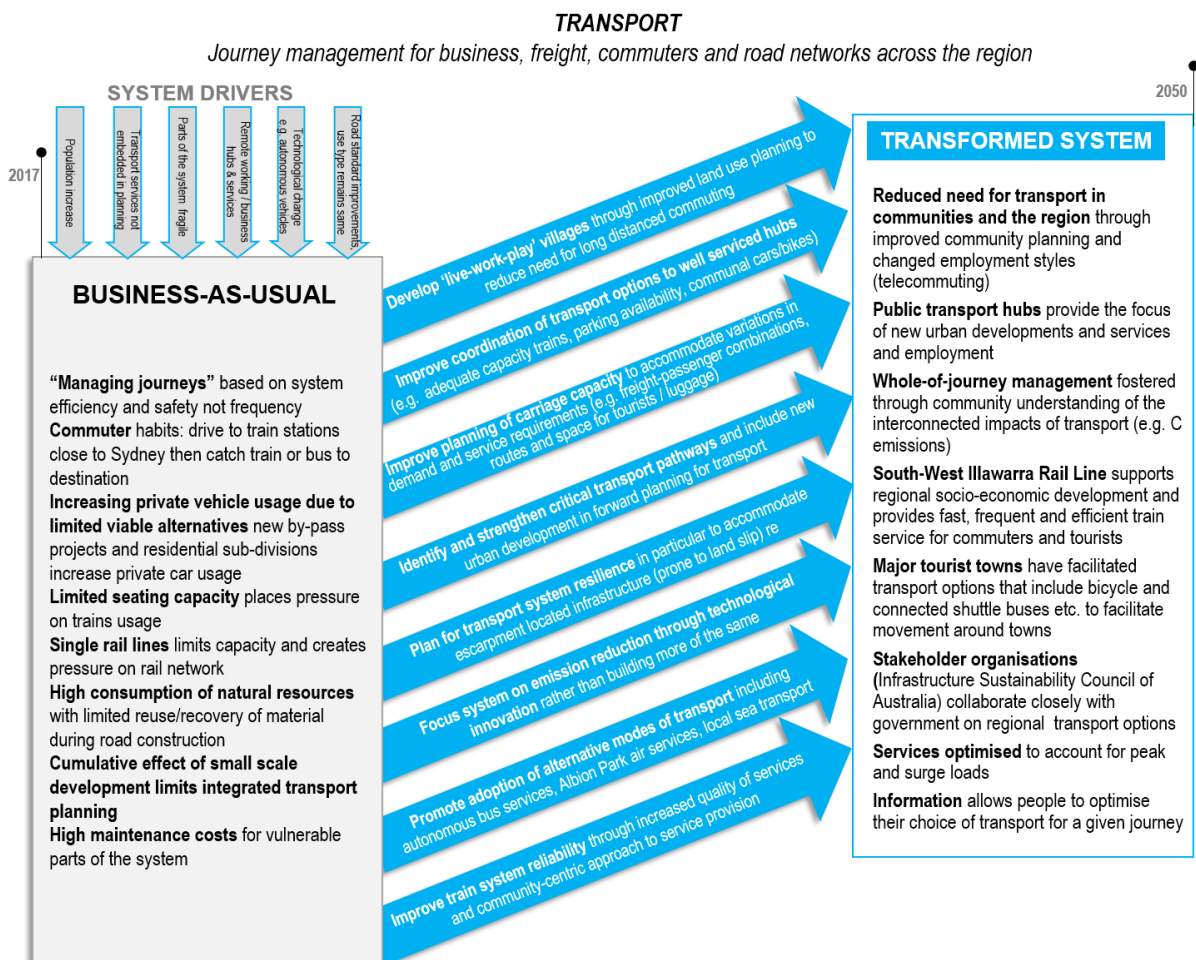 TRANSPORT
Journey management for business, freight, commuters and road networks across the region
SYSTEM DRIVERS
2017
2050
Population increase
Transport services not
embedded in planning
Parts of the system fragile
Remote working / business
hubs & services
Technological change
e.g. autonomous vehicles
Road standard improvements,
use type remains same
BUSINESS-AS-USUAL
“Managing journeys” based on system
efficiency and safety not frequency
Commuter habits: drive to train stations
close to Sydney then catch train or bus to
destination
Increasing private vehicle usage due to
limited viable alternatives new by-pass
projects and residential sub-divisions
increase private car usage
Limited seating capacity places pressure
on trains usage
Single rail lines limits capacity and creates
pressure on rail network
High consumption of natural resources
with limited reuse/recovery of material
during road construction
Cumulative effect of small scale
development limits integrated transport
planning
High maintenance costs for vulnerable
parts of the system
Develop ‘live-work-play’ villages through improved land use planning to
reduce need for long distanced commuting
Improve coordination of transport options to well serviced hubs
(e.g. adequate capacity trains, parking availability, communal cars/bikes)
Improve planning of carriage capacity to accommodate variations in
demand and service requirements (e.g. freight-passenger combinations,
routes and space for tourists / luggage)
Identify and strengthen critical transport pathways and include new
urban development in forward planning for transport
Plan for transport system resilience in particular to accommodate
escarpment located infrastructure (prone to land slip) re
Focus system on emission reduction through technological
innovation rather than building more of the same
Promote adoption of alternative modes of transport including
autonomous bus services, Albion Park air services, local sea transport
Improve train system reliability through increased quality of services
and community-centric approach to service provision
TRANSFORMED SYSTEM
Reduced need for transport in
communities and the region through
improved community planning and
changed employment styles
(telecommuting)
Public transport hubs provide the focus
of new urban developments and services
and employment
Whole-of-journey management fostered
through community understanding of the
interconnected impacts of transport (e.g. C
emissions)
South-West Illawarra Rail Line supports
regional socio-economic development and
provides fast, frequent and efficient train
service for commuters and tourists
Major tourist towns have facilitated
transport options that include bicycle and
connected shuttle buses etc. to facilitate
movement around towns
Stakeholder organisations
(Infrastructure Sustainability Council of
Australia) collaborate closely with
government on regional transport options
Services optimised to account for peak
and surge loads
Information allows people to optimise
their choice of transport for a given journey